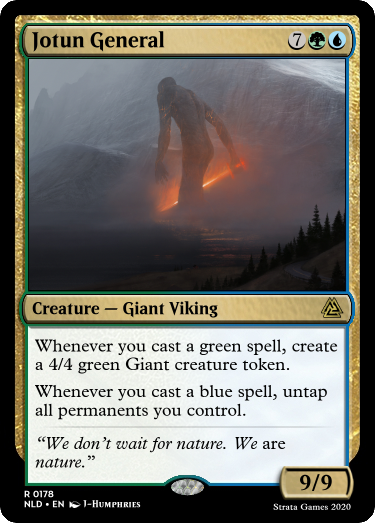 Jotun General 7
Creature — Giant Viking
Whenever you cast a green spell, create
a 4/4 green Giant creature token.
Whenever you cast a blue spell, untap
all permanents you control.
“We don't wait for nature. We are
nature.”
9/9
R 0178
NLD • EN J-Humphries
Strata Games 2020